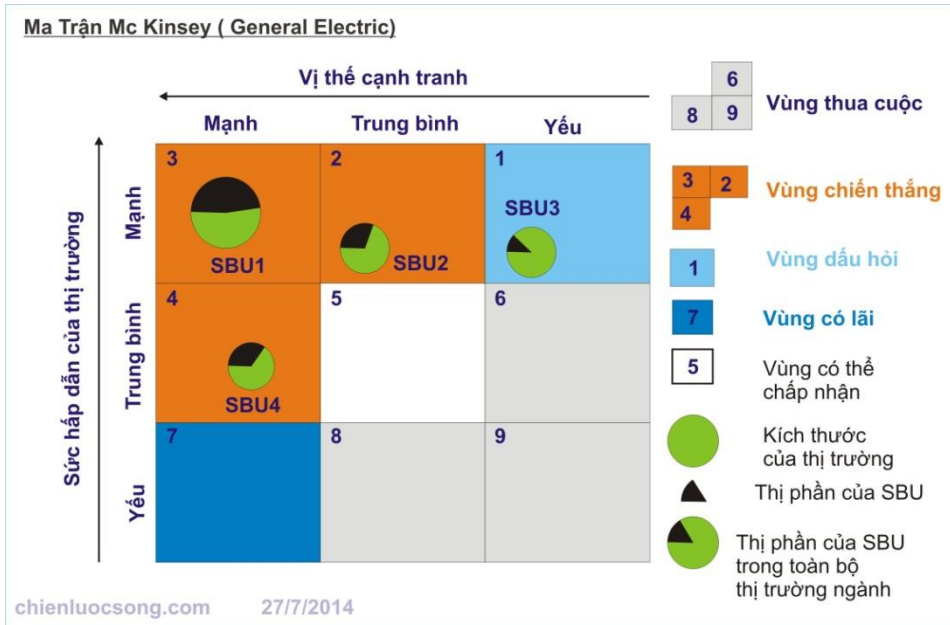 Ma Trận Mc Kinsey ( General Electric)
Vị thế cạnh tranh
Mạnh
Trung bình
Yếu
Sức hấp dẫn của thị trường
Mạnh
3
SBU1
2
SBU2
1
SBU3
Trung bình
4
SBU4
5
6
Yếu
7
8
9
6
8
9
Vùng thua cuộc
3
2
4
Vùng chiến thắng
1
Vùng dấu hỏi
7
Vùng có lãi
5
Vùng có thể
chấp nhận
Kích thước
của thị trường
Thị phần của SBU
Thị phần của SBU
trong toàn bộ
thị trường ngành
chienluocsong.com
27/7/2014